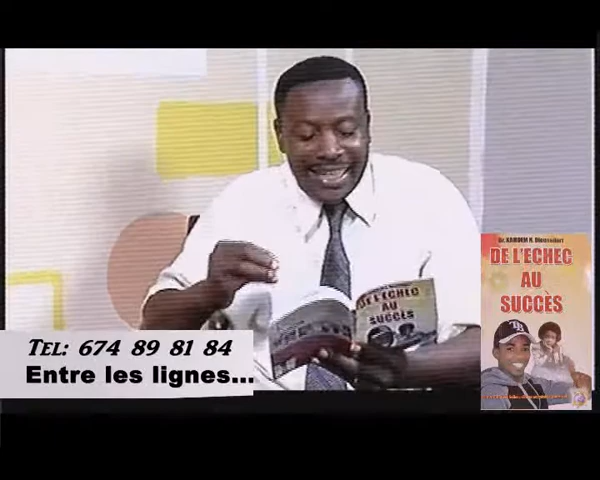 DE L'ECHEC
AU
SUCCÈS
DE L'ECHEC
AU
SUCCÈS
TEL: 674 89 81 84
Entre les lignes...